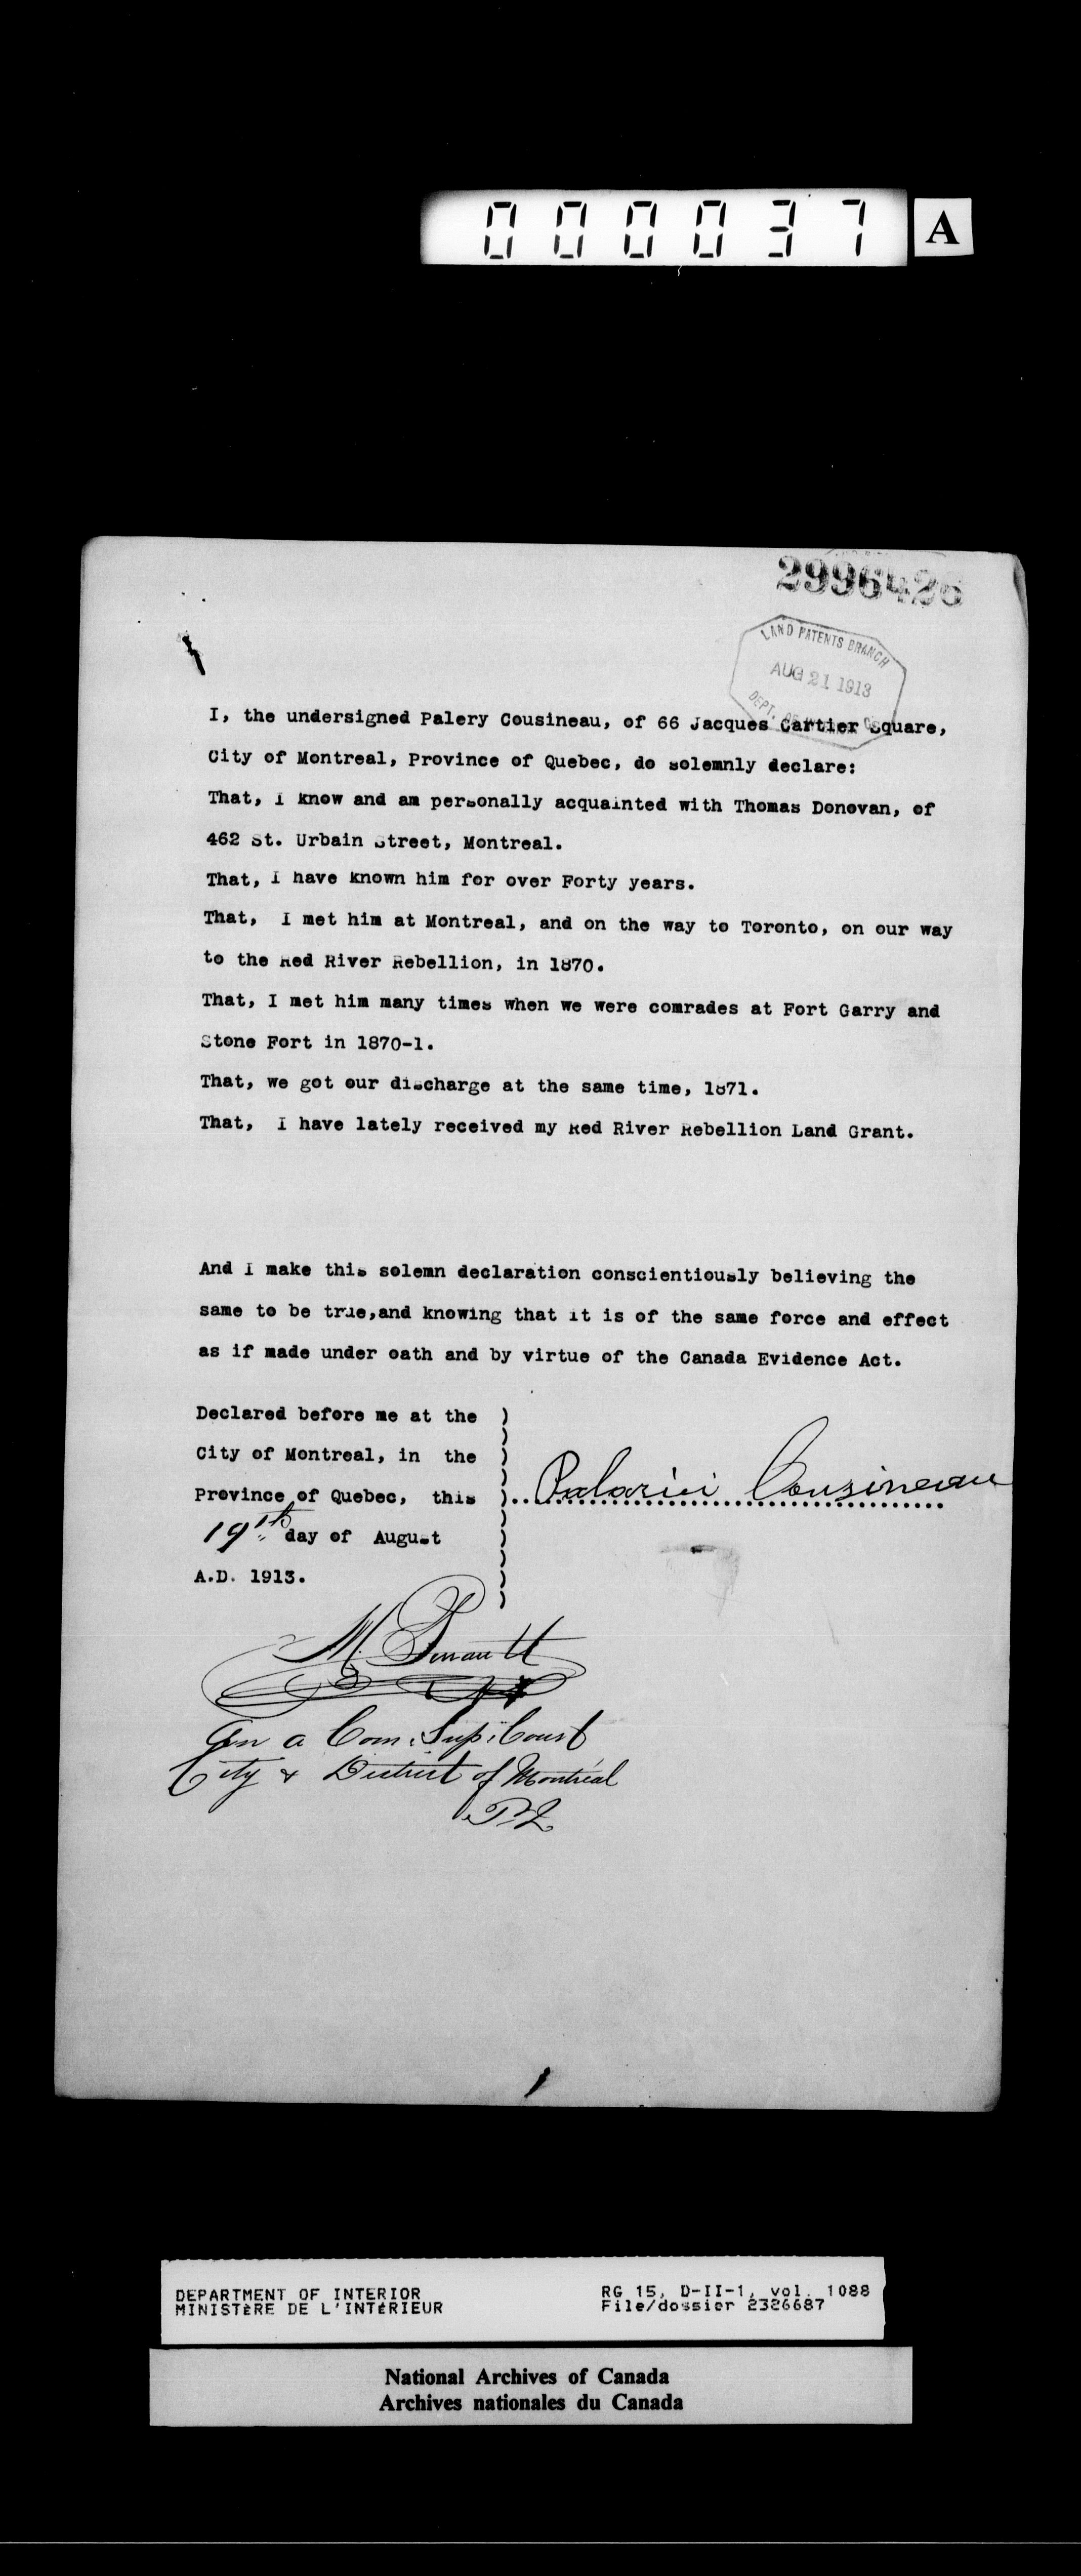 000037 A
2996426
LAND PATENTS BRANCH
AUG 21 1913
DEPT.
I, the undersigned Palery Cousineau, of 66 Jacques Cartier Square,
City of Montreal, Province of Quebec, do solemnly declare:
That, I know and am personally acquainted with Thomas Donovan, of
462 St. Urbain Street, Montreal.
That, I have known him for over Forty years.
That, I met him at Montreal, and on the way to Toronto, on our way
to the Red River Rebellion, in 1870.
That, I met him many times when we were comrades at Fort Garry and
Stone Fort in 1870-1.
That, we got our discharge at the same time, 1871.
That, I have lately received my Red River Rebellion Land Grant.
And I make this solemn declaration conscientiously believing the
same to be true,and knowing that it is of the same force and effect
as if made under oath and by virtue of the Canada Evidence Act.
Declared before me at the )
City of Montreal, in the )
Province of Quebec, this ) Cousineau
19th day of August )
A.D. 1913. )
M.
a Com. Sup. Court
City & District of Montréal
P.Q.
DEPARTMENT OF INTERIOR
MINISTÈRE DE L'INTÉRIEUR
RG 15, D-II-1, vol. 1088
File/dossier 2326687
National Archives of Canada
Archives nationales du Canada